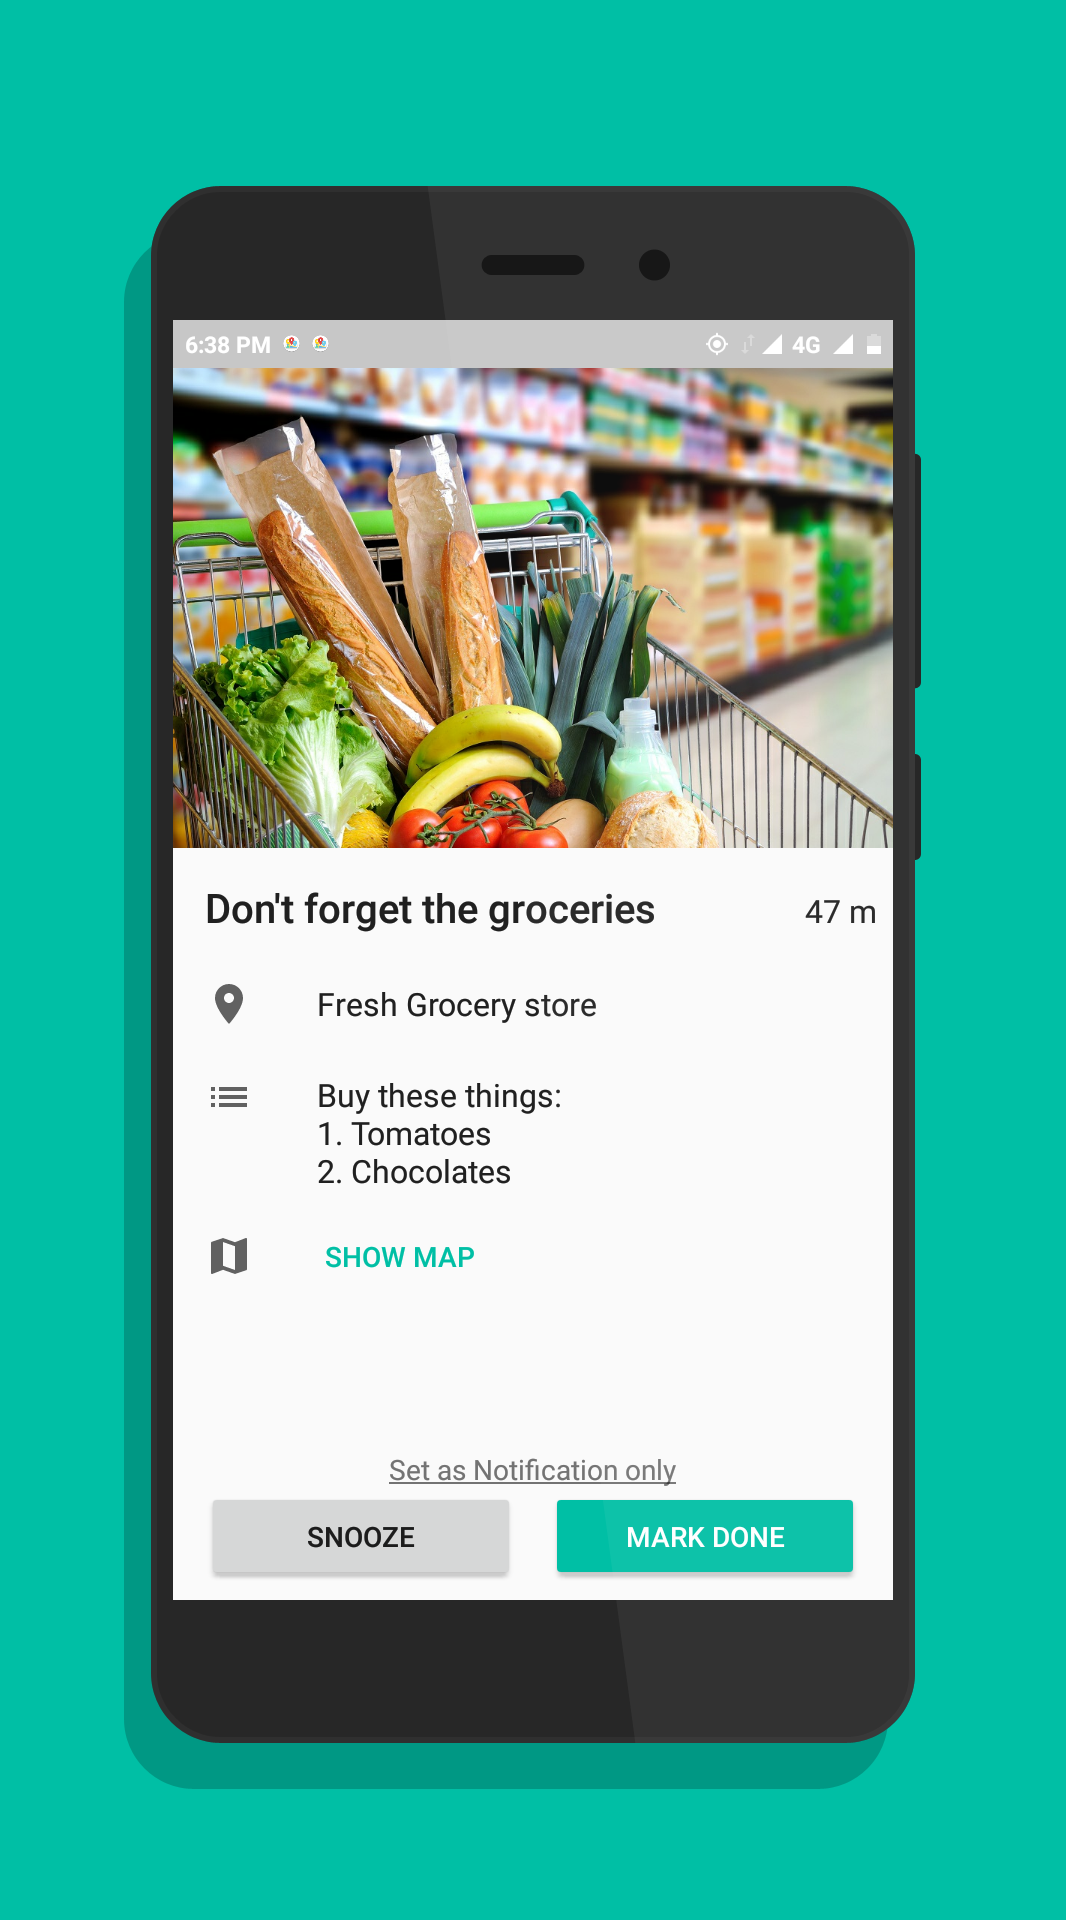 6:38 PM 4G
Don't forget the groceries 47 m
Fresh Grocery store
Buy these things:
1. Tomatoes
2. Chocolates
SHOW MAP
Set as Notification only
SNOOZE MARK DONE